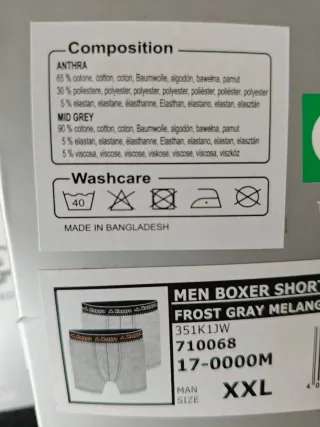 Composition
ANTHRA
65 % cotone, cotton, coton, Baumwolle, algodón, bawełna, pamut
30 % poliestere, polyester, polyester, polyester, poliéster, poliester, polyester
5 % elastan, elastane, élasthanne, Elasthan, elastano, elastan, elasztán
MID GREY
90 % cotone, cotton, coton, Baumwolle, algodón, bawełna, pamut
5 % elastan, elastane, élasthanne, Elasthan, elastano, elastan, elasztán
5 % viscosa, viscose, viscose, viskose, viscosa, viscosa, viszkóz
Washcare
40
MADE IN BANGLADESH
MEN BOXER SHORT
FROST GRAY MELANG
351K1JW
710068
17-0000M
MAN
SIZE XXL